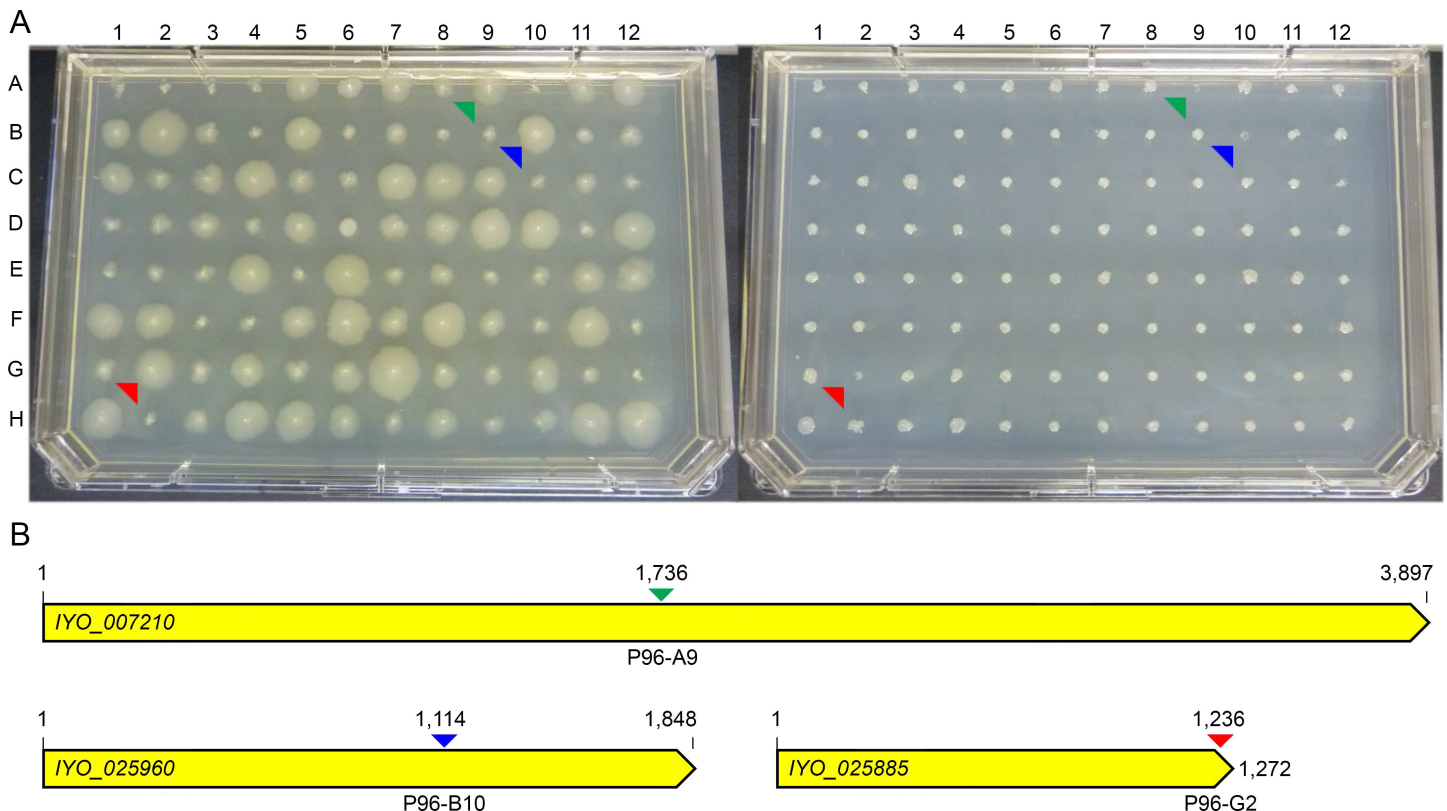 A
1 2 3 4 5 6 7 8 9 10 11 12 1 2 3 4 5 6 7 8 9 10 11 12
A
B
C
D
E
F
G
H
B
1 1,736 3,897
IYO_007210
P96-A9
1 1,114 1,848 1 1,236
IYO_025960 IYO_025885 1,272
P96-B10 P96-G2